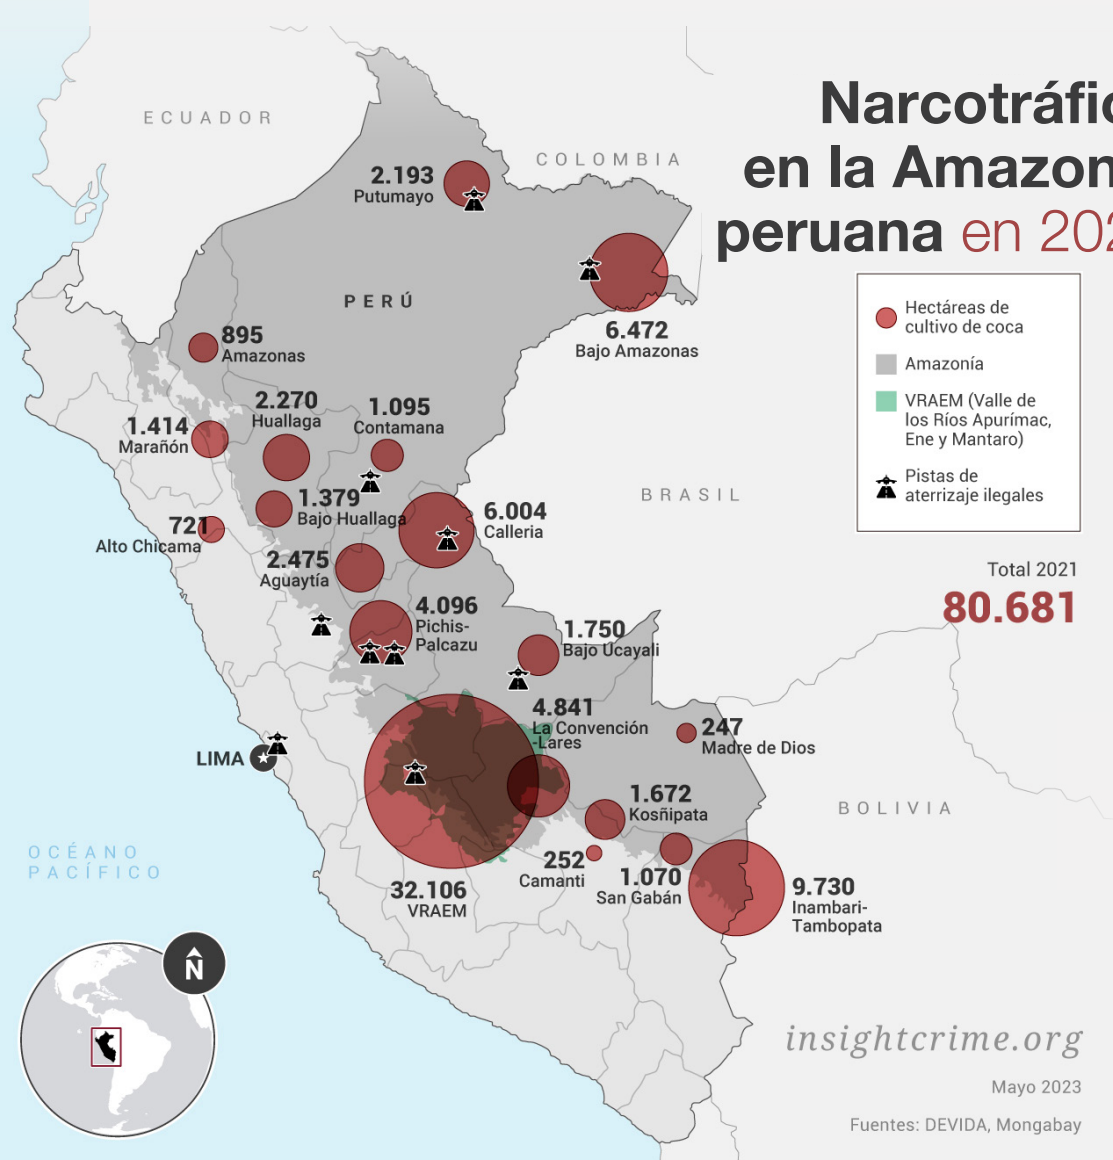 Narcotráfi
en la Amazon
peruana en 202
ECUADOR
COLOMBIA
2.193
Putumayo
PERÚ
6.472
Bajo Amazonas
Hectáreas de
cultivo de coca
Amazonía
VRAEM (Valle de
los Ríos Apurímac,
Ene y Mantaro)
Pistas de
aterrizaje ilegales
895
Amazonas
2.270
Huallaga
1.095
Contamana
1.414
Marañón
1.379
Bajo Huallaga
BRASIL
6.004
Calleria
721
Alto Chicama
2.475
Aguaytía
Total 2021
80.681
4.096
Pichis-
Palcazu
1.750
Bajo Ucayali
4.841
La Convención
-Lares
247
Madre de Dios
LIMA
1.672
Kosñipata
BOLIVIA
OCÉANO
PACÍFICO
252
Camanti
1.070
San Gabán
32.106
VRAEM
9.730
Inambari-
Tambopata
N
insightcrime.org
Mayo 2023
Fuentes: DEVIDA, Mongabay